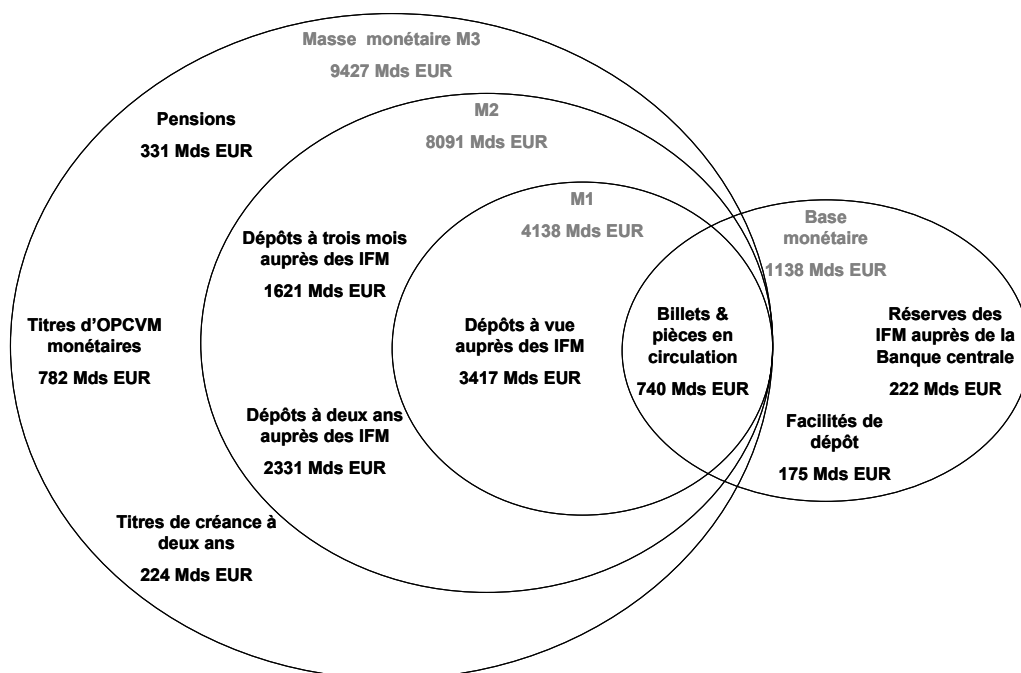 Masse monétaire M3
9427 Mds EUR
Pensions
331 Mds EUR
M2
8091 Mds EUR
M1
4138 Mds EUR
Base
monétaire
1138 Mds EUR
Dépôts à trois mois
auprès des IFM
1621 Mds EUR
Titres d'OPCVM
monétaires
782 Mds EUR
Dépôts à vue
auprès des IFM
3417 Mds EUR
Billets &
pièces en
circulation
740 Mds EUR
Réserves des
IFM auprès de la
Banque centrale
222 Mds EUR
Dépôts à deux ans
auprès des IFM
2331 Mds EUR
Facilités de
dépôt
175 Mds EUR
Titres de créance à
deux ans
224 Mds EUR